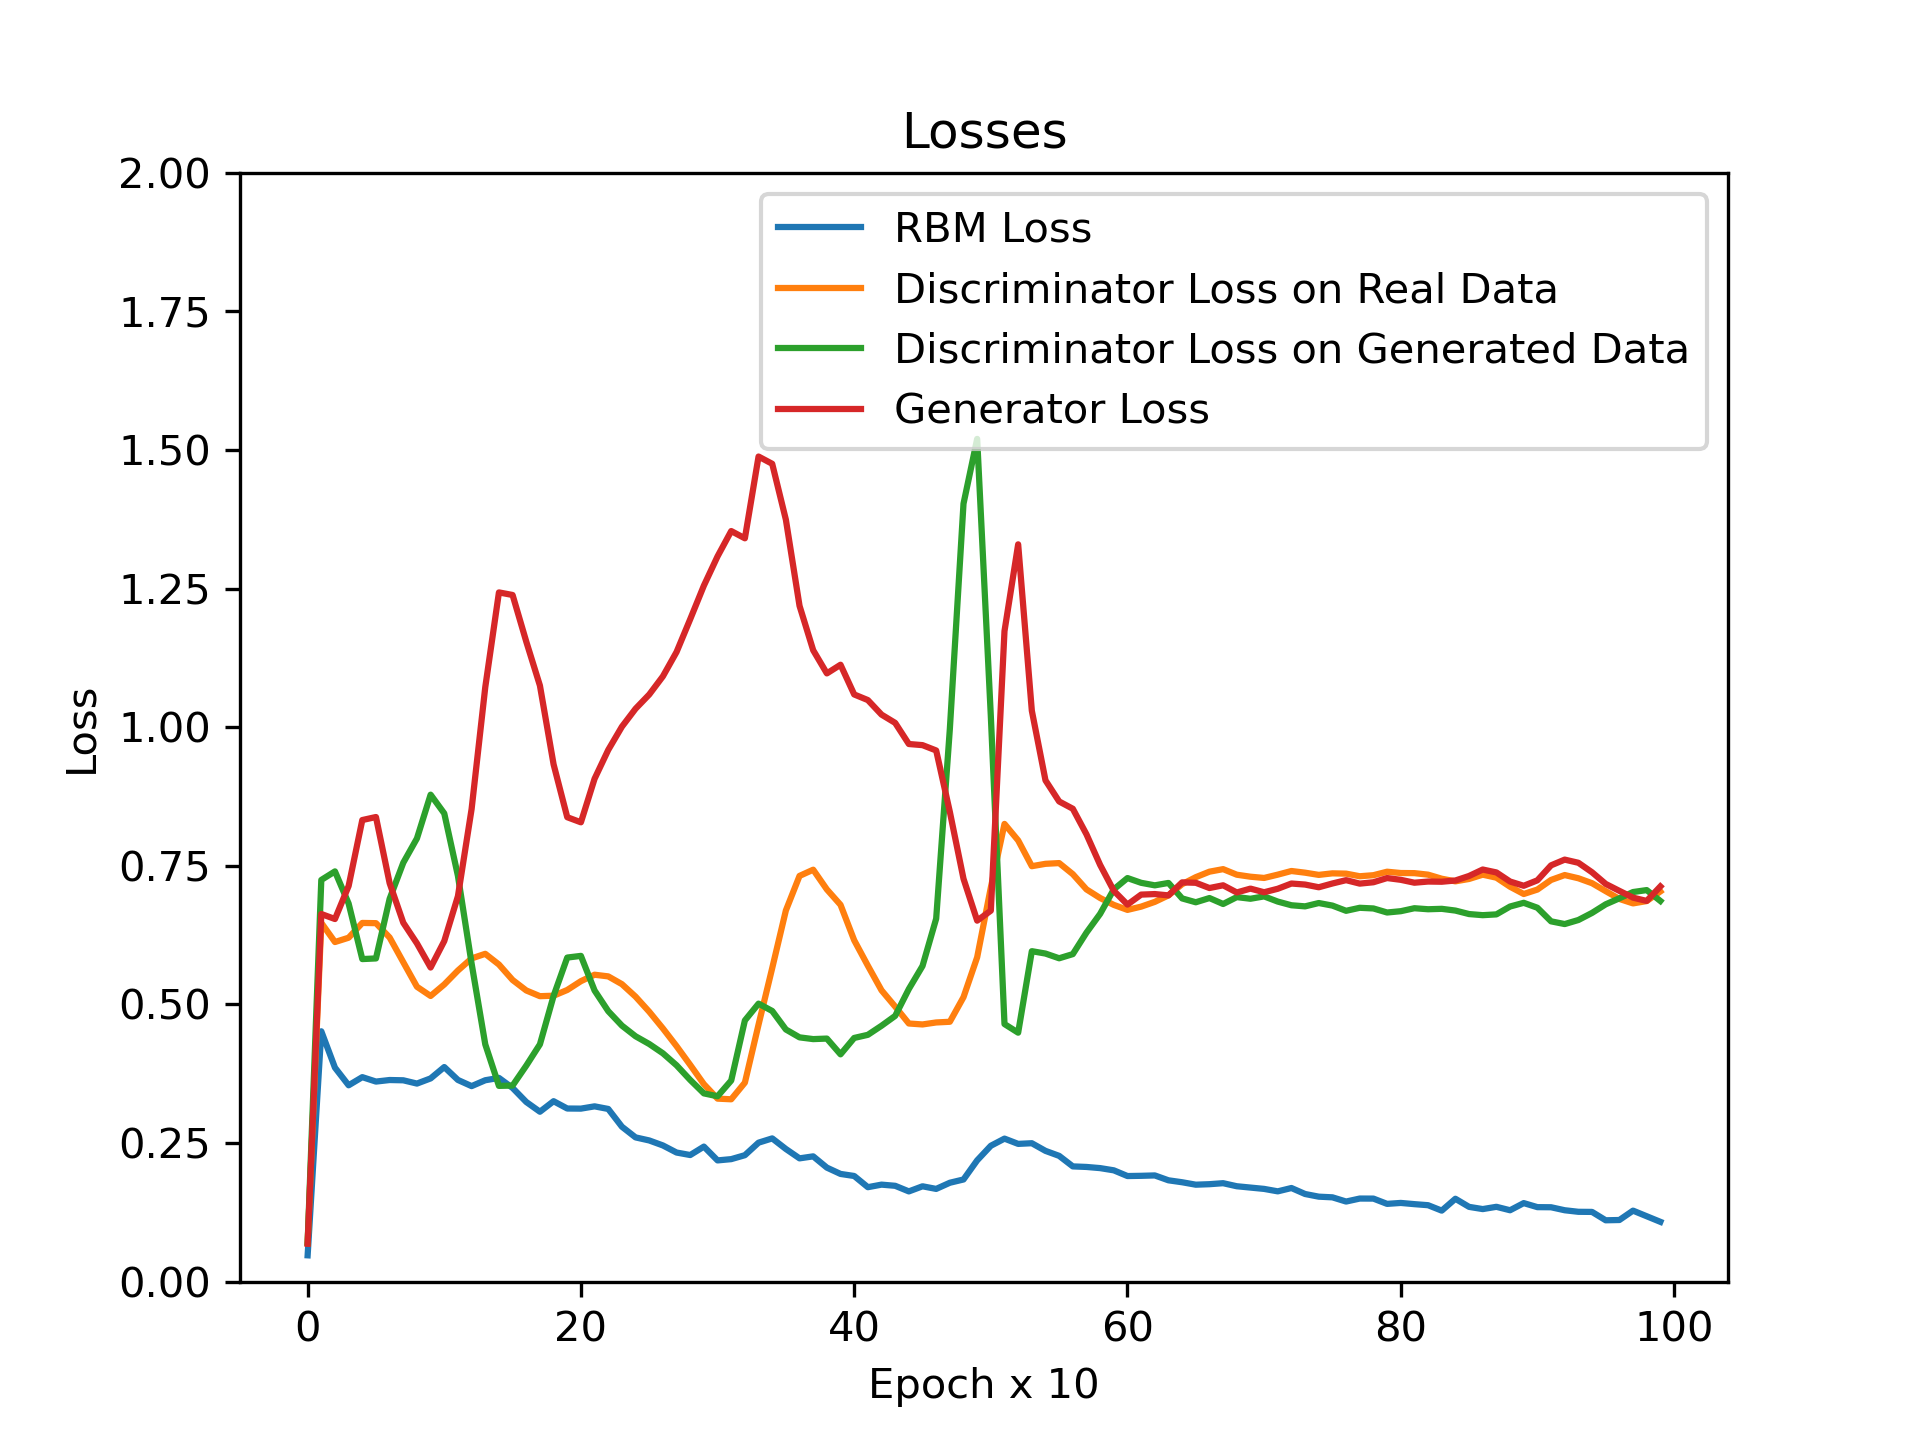 Losses
2.00
1.75
1.50
1.25
1.00
0.75
0.50
0.25
0.00
Loss
RBM Loss
Discriminator Loss on Real Data
Discriminator Loss on Generated Data
Generator Loss
0 20 40 60 80 100
Epoch x 10